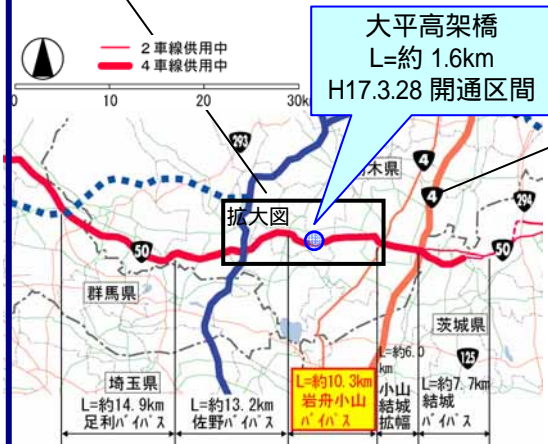 大平高架橋
L=約 1.6km
H17.3.28 開通区間
2車線供用中
4車線供用中
0 10 20 30k
293
木県
4
4
294
拡大図
50
50
群馬県
茨城県
125
埼玉県
L=約14.9km
足利バイパス
L=約13.2km
佐野バイパス
L=約10.3km
岩舟小山
バイパス
L=約6.0
km
小山
結城
拡幅
L=約7.7km
結城
バイパス